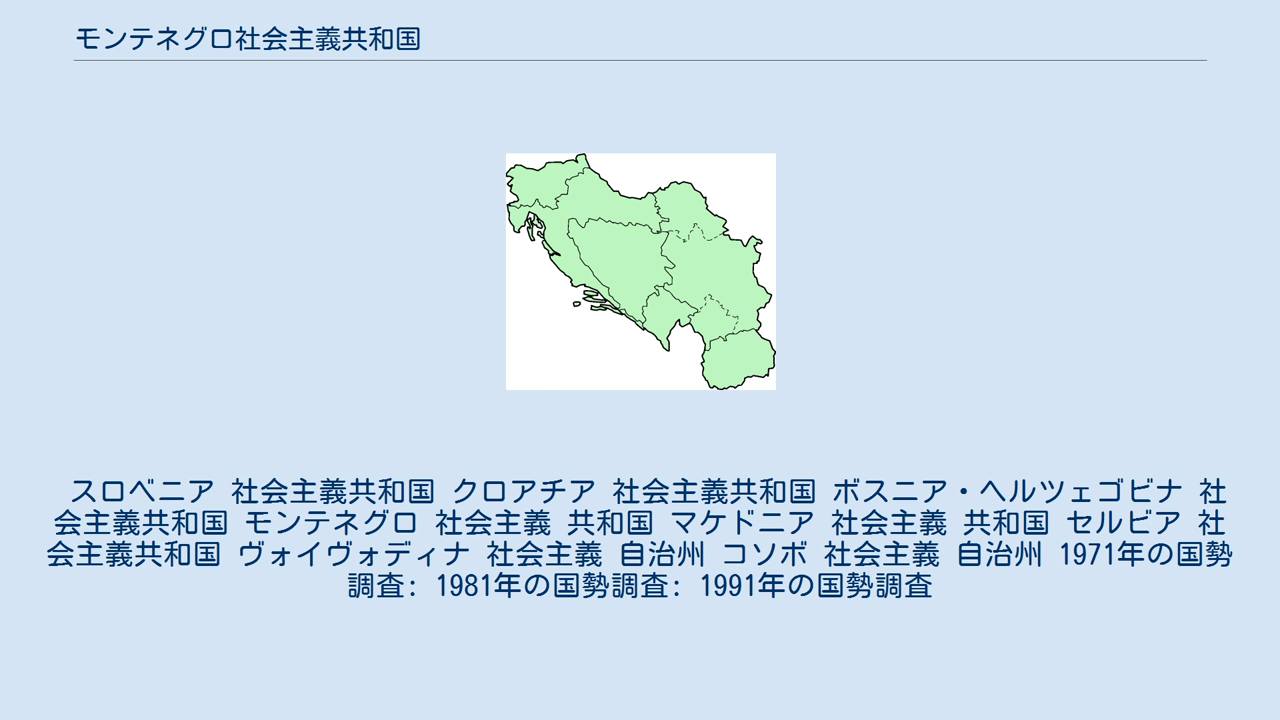 モンテネグロ社会主義共和国
スロベニア 社会主義共和国 クロアチア 社会主義共和国 ボスニア・ヘルツェゴビナ 社
会主義共和国 モンテネグロ 社会主義 共和国 マケドニア 社会主義 共和国 セルビア 社
会主義共和国 ヴォイヴォディナ 社会主義 自治州 コソボ 社会主義 自治州 1971年の国勢
調査: 1981年の国勢調査: 1991年の国勢調査